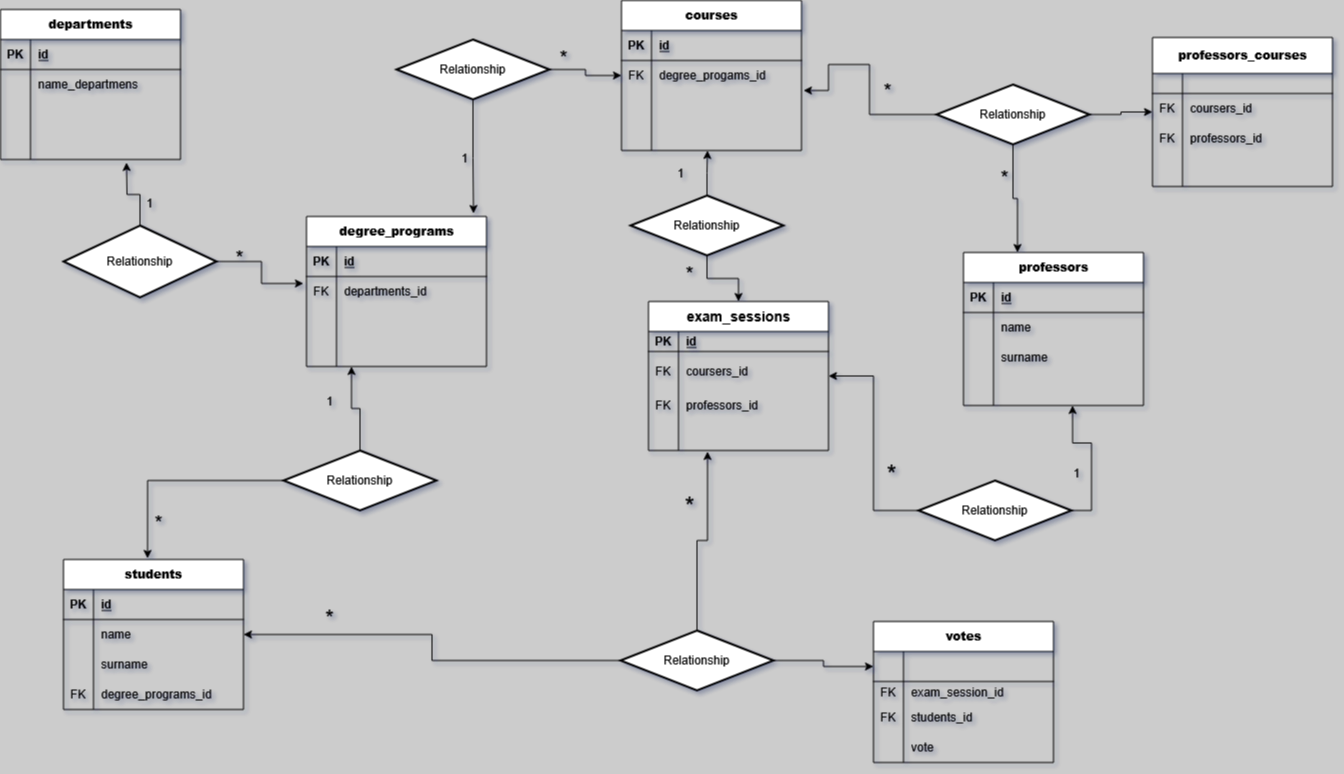 departments
PK id
name_departmens
1
Relationship
*
Relationship
*
1
courses
PK id
FK degree_progams_id
*
Relationship
*
professors_courses
FK coursers_id
FK professors_id
degree_programs
PK id
FK departments_id
1
Relationship
*
exam_sessions
PK id
FK coursers_id
FK professors_id
professors
PK id
name
surname
1
Relationship
*
1
Relationship
*
students
PK id
name
surname
FK degree_programs_id
*
Relationship
*
votes
FK exam_session_id
FK students_id
vote